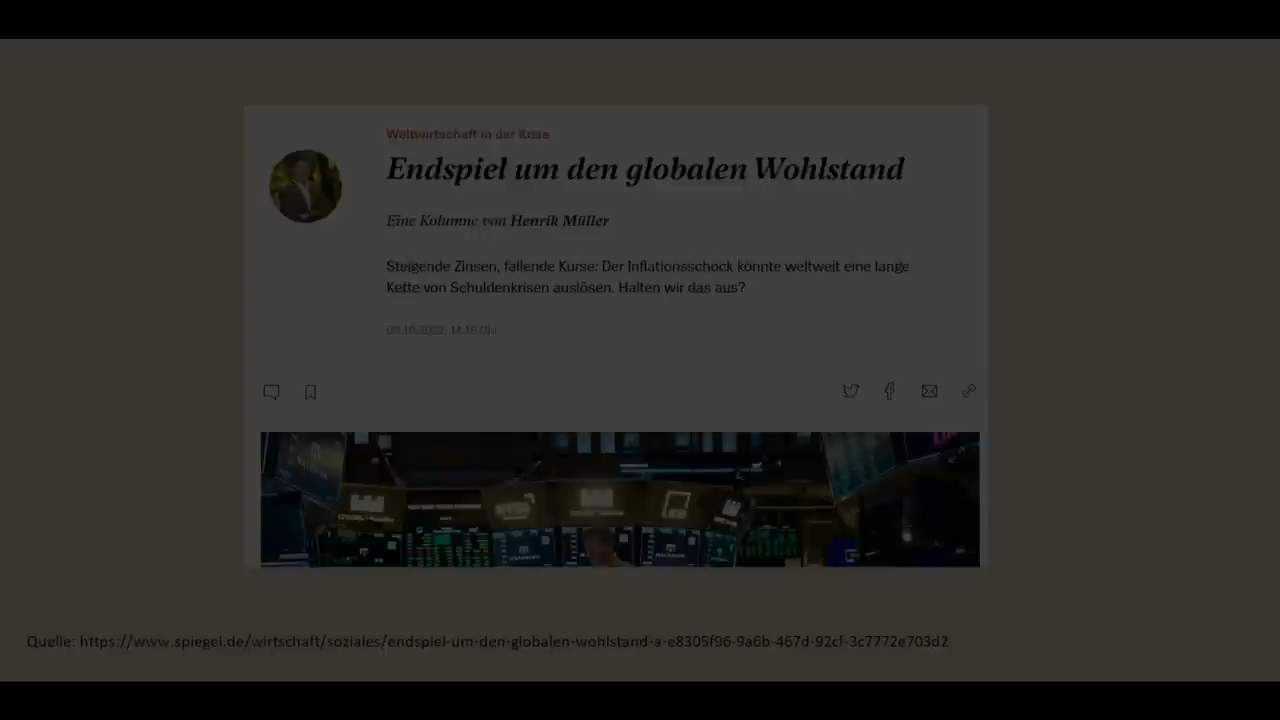 Weltwirtschaft in der Krise
Endspiel um den globalen Wohlstand
Eine Kolumne von Henrik Müller
Steigende Zinsen, fallende Kurse: Der Inflationsschock könnte weltweit eine lange
Kette von Schuldenkrisen auslösen. Halten wir das aus?
Quelle: https://www.spiegel.de/wirtschaft/soziales/endspiel-um-den-globalen-wohlstand-a-e8305f96-9a6b-467d-92cf-3c7772e703d2